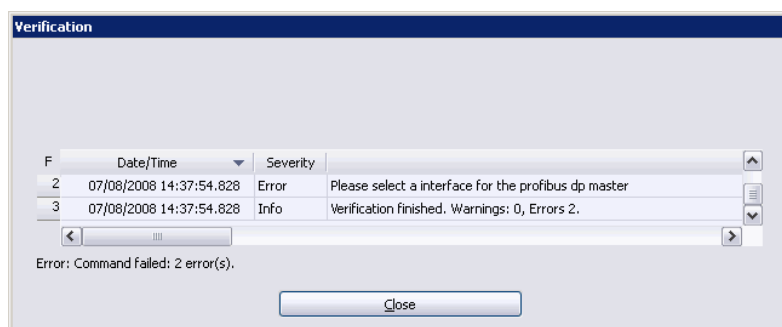 Verification
F Date/Time Severity
2 07/08/2008 14:37:54.828 Error Please select a interface for the profibus dp master
3 07/08/2008 14:37:54.828 Info Verification finished. Warnings: 0, Errors 2.
Error: Command failed: 2 error(s).
Close